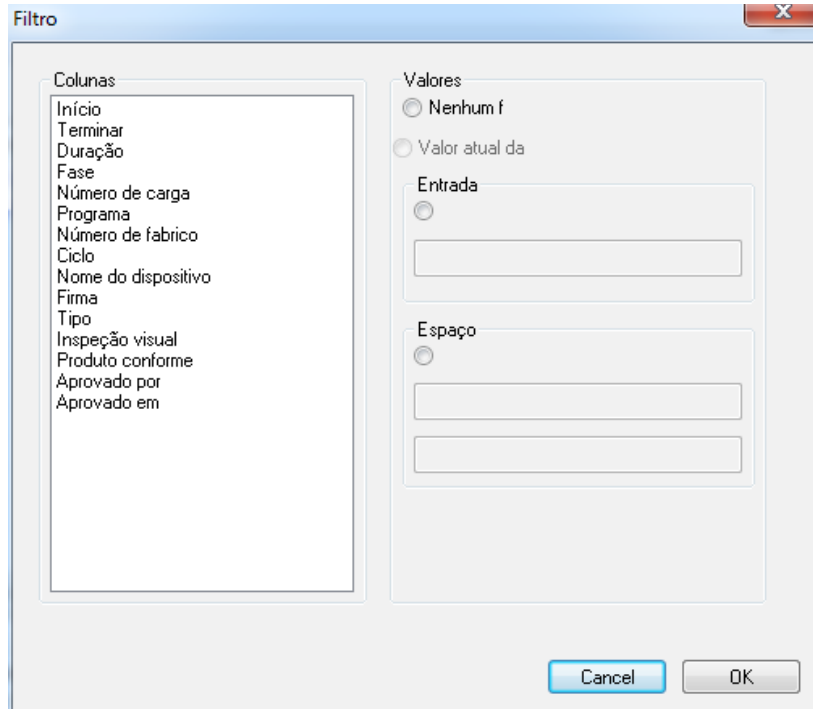 Filtro
Colunas
Início
Terminar
Duração
Fase
Número de carga
Programa
Número de fabrico
Ciclo
Nome do dispositivo
Firma
Tipo
Inspeção visual
Produto conforme
Aprovado por
Aprovado em
Valores
Nenhum f
Valor atual da
Entrada
Espaço
Cancel
OK